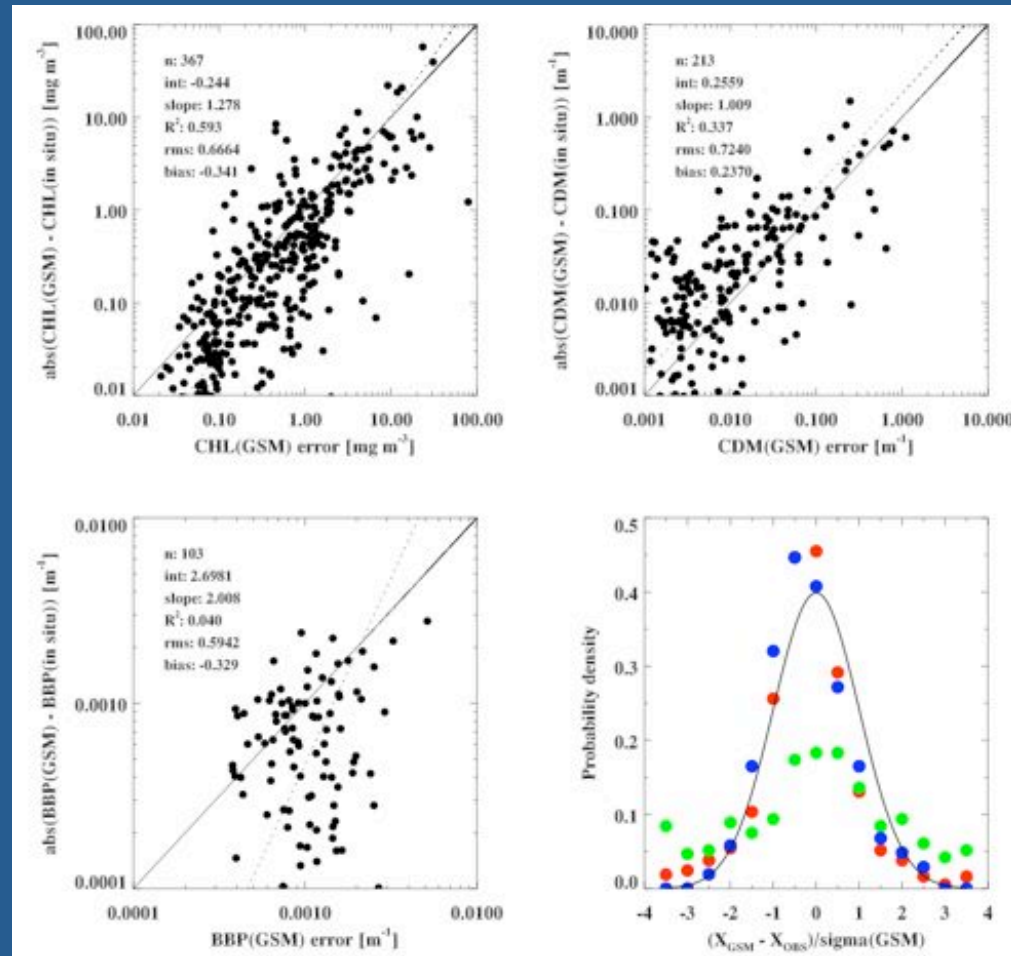 abs(CHL(GSM) - CHL(in situ)) [mg m⁻³]
100.00
10.00
1.00
0.10
0.01
n: 367
int: -0.244
slope: 1.278
R²: 0.593
rms: 0.6664
bias: -0.341
0.01 0.10 1.00 10.00 100.00
CHL(GSM) error [mg m⁻³]
abs(CDM(GSM) - CDM(in situ)) [m⁻¹]
10.000
1.000
0.100
0.010
0.001
n: 213
int: 0.2559
slope: 1.009
R²: 0.337
rms: 0.7240
bias: 0.2370
0.001 0.010 0.100 1.000 10.000
CDM(GSM) error [m⁻¹]
abs(BBP(GSM) - BBP(in situ)) [m⁻¹]
0.0100
0.0010
0.0001
n: 103
int: 2.6981
slope: 2.008
R²: 0.040
rms: 0.5942
bias: -0.329
0.0001 0.0010 0.0100
BBP(GSM) error [m⁻¹]
Probability density
0.5
0.4
0.3
0.2
0.1
0.0
-4 -3 -2 -1 0 1 2 3 4
(X_GSM - X_OBS)/sigma(GSM)